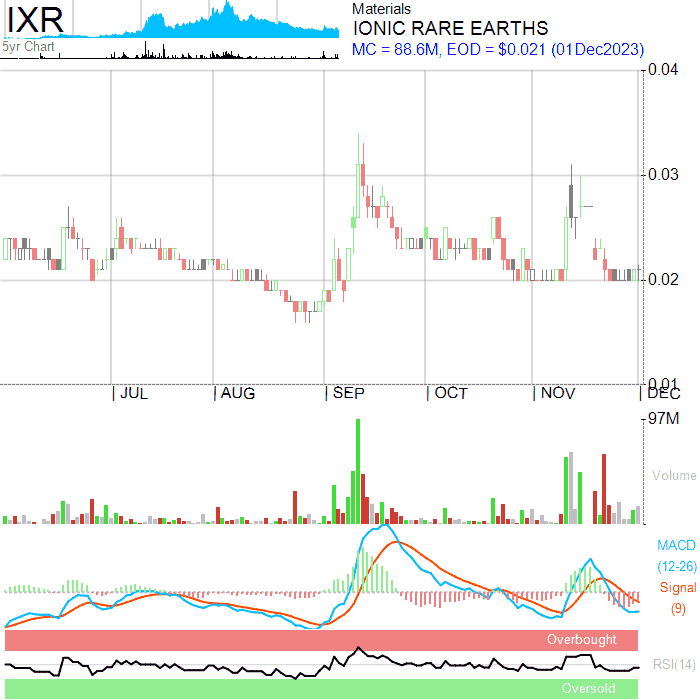 IXR
Materials
IONIC RARE EARTHS
5yr Chart
MC = 88.6M, EOD = $0.021 (01Dec2023)
0.04
0.03
0.02
0.01
JUL
AUG
SEP
OCT
NOV
DEC
97M
Volume
MACD
(12-26)
Signal
(9)
Overbought
RSI(14)
Oversold